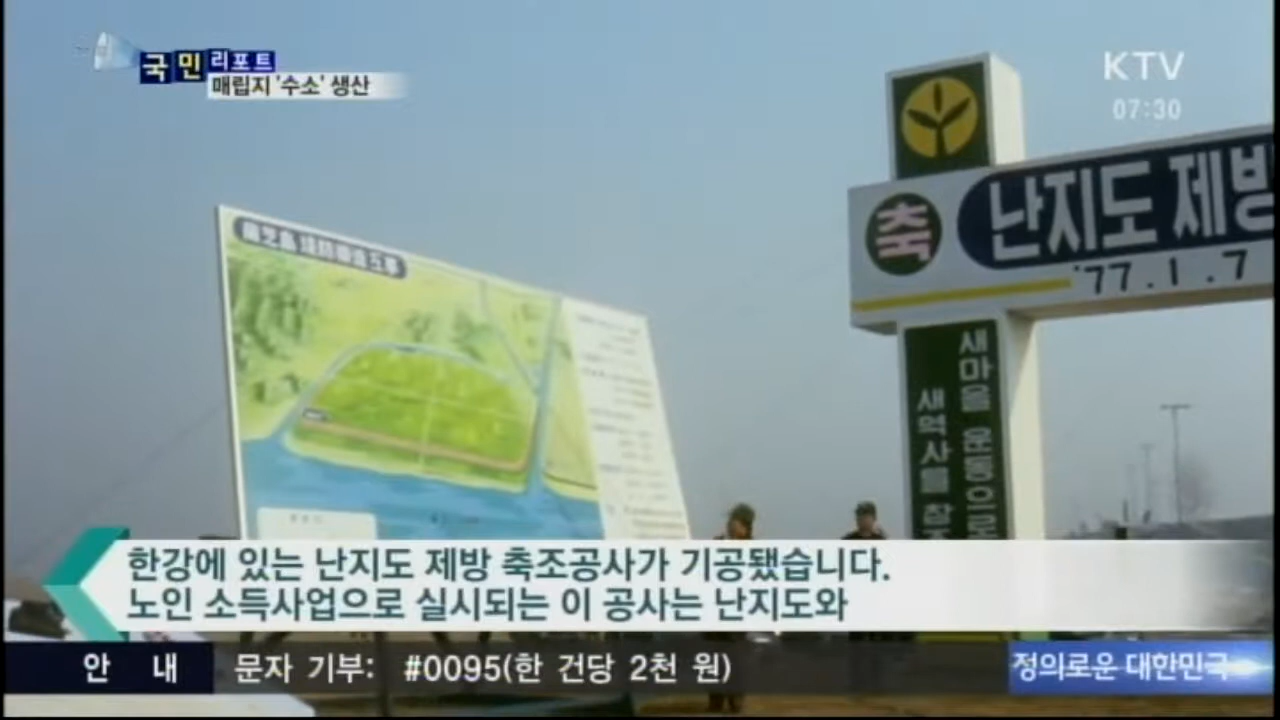 국민 리포트
매립지 '수소' 생산
KTV
07:30
축 난지도 제방
'77.1.7
새마을 운동으로
새역사를 창조
한강에 있는 난지도 제방 축조공사가 기공됐습니다.
노인 소득사업으로 실시되는 이 공사는 난지도와
안 내
문자 기부: #0095(한 건당 2천 원)
정의로운 대한민국